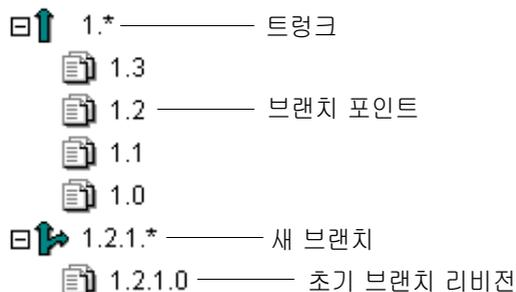 1.* 트렁크
1.3
1.2 브랜치 포인트
1.1
1.0
1.2.1.* 새 브랜치
1.2.1.0 초기 브랜치 리비전